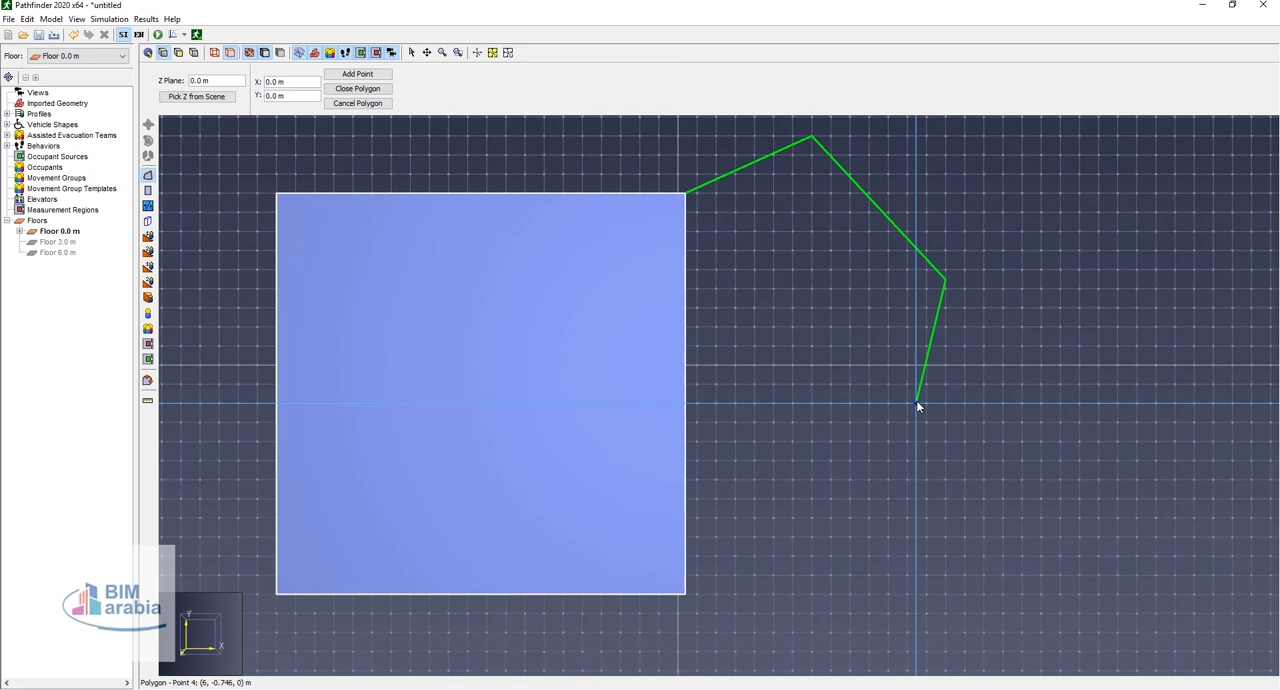 Pathfinder 2020 x64 - *untitled
File Edit Model View Simulation Results Help
SI EN
Floor: Floor 0.0 m
Z Plane: 0.0 m
Pick Z from Scene
X: 0.0 m
Y: 0.0 m
Add Point
Close Polygon
Cancel Polygon
Views
Imported Geometry
Profiles
Vehicle Shapes
Assisted Evacuation Teams
Behaviors
Occupant Sources
Occupants
Movement Groups
Movement Group Templates
Elevators
Measurement Regions
Floors
Floor 0.0 m
Floor 3.0 m
Floor 6.0 m
BIM
arabia
Y
X
Z
Polygon - Point 4: (6, -0.746, 0) m